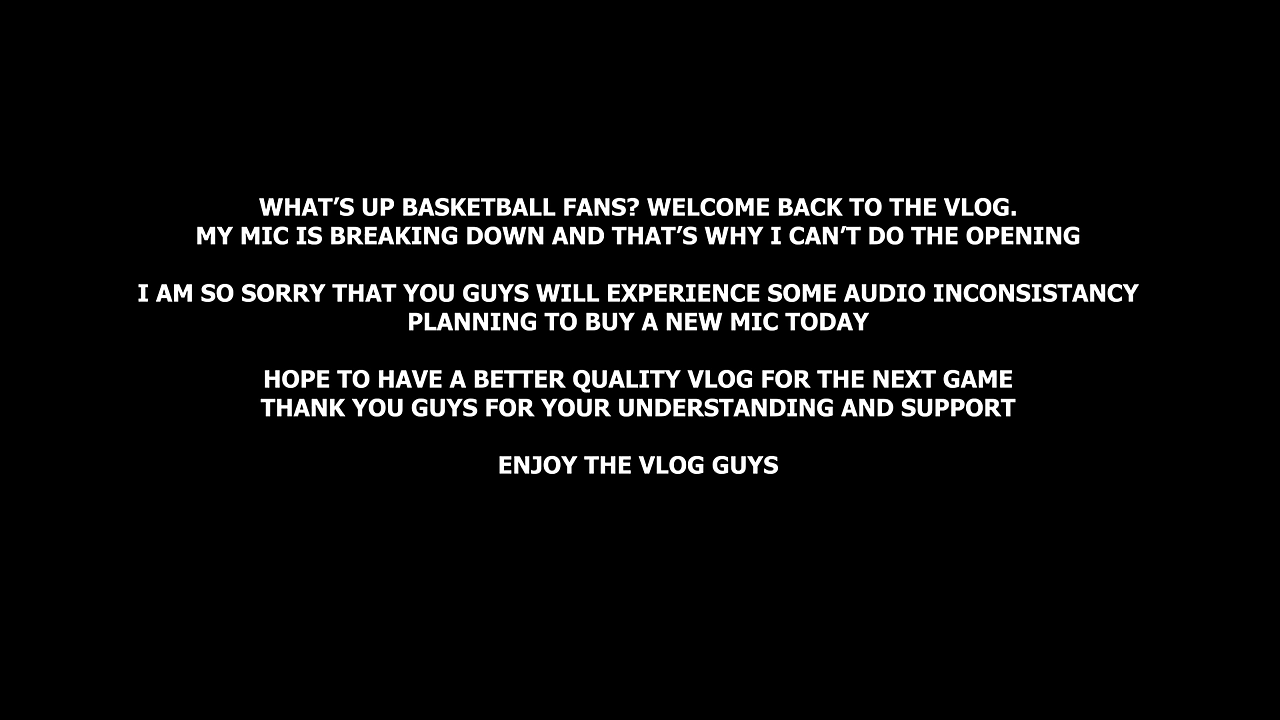 WHAT’S UP BASKETBALL FANS? WELCOME BACK TO THE VLOG.
MY MIC IS BREAKING DOWN AND THAT’S WHY I CAN’T DO THE OPENING
I AM SO SORRY THAT YOU GUYS WILL EXPERIENCE SOME AUDIO INCONSISTANCY
PLANNING TO BUY A NEW MIC TODAY
HOPE TO HAVE A BETTER QUALITY VLOG FOR THE NEXT GAME
THANK YOU GUYS FOR YOUR UNDERSTANDING AND SUPPORT
ENJOY THE VLOG GUYS